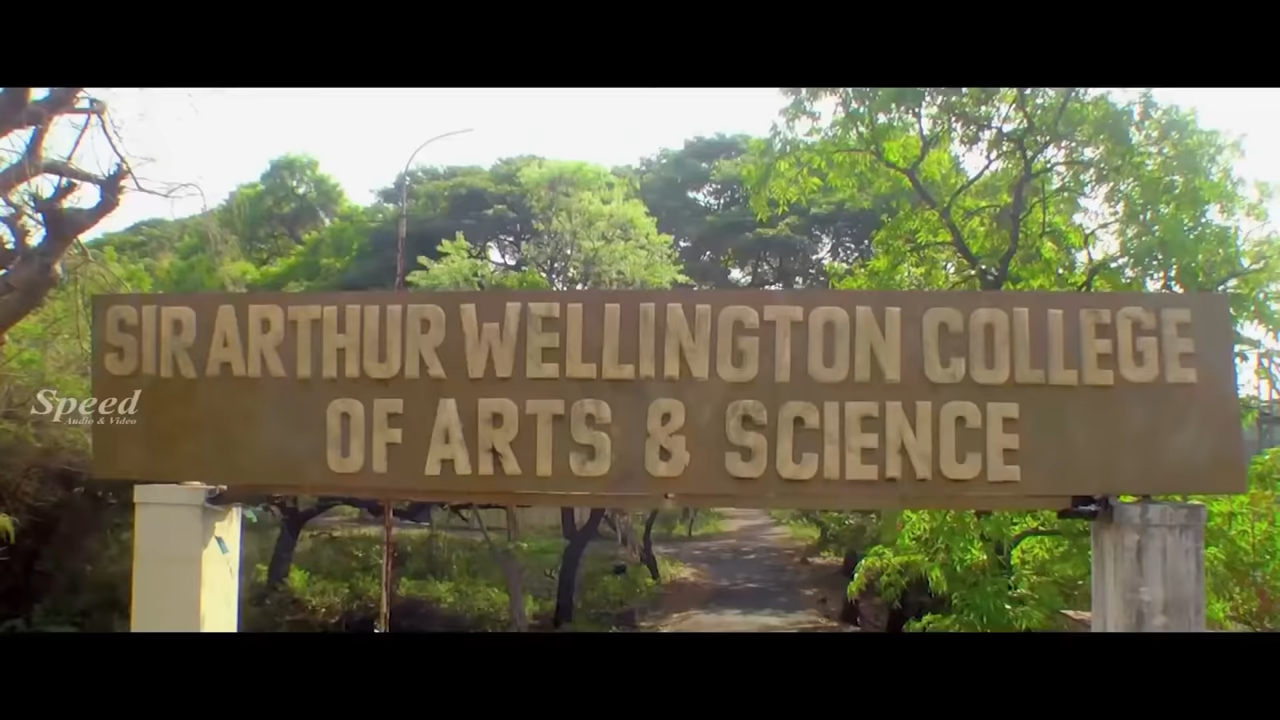 SIR ARTHUR WELLINGTON COLLEGE
OF ARTS & SCIENCE
Speed
Audio & Video